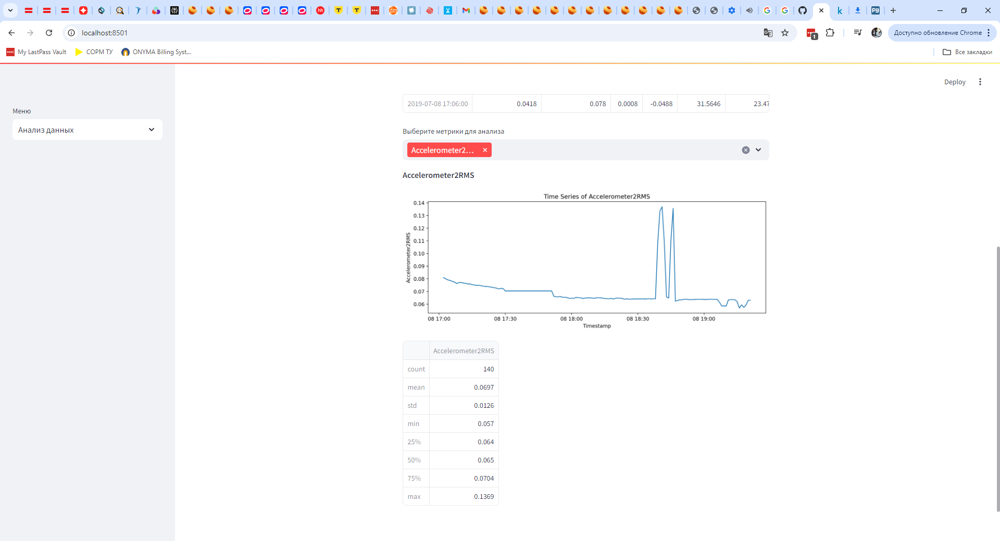 hh
T
T
dm
k
pg
localhost:8501
1
Доступно обновление Chrome
My LastPass Vault
СОРМ ТУ
ONYMA Billing Syst...
Все закладки
Deploy
Меню
Анализ данных
2019-07-08 17:06:00 0.0418 0.078 0.0008 -0.0488 31.5646 23.47
Выберите метрики для анализа
Accelerometer2...
Accelerometer2RMS
Time Series of Accelerometer2RMS
Accelerometer2RMS
0.14
0.13
0.12
0.11
0.10
0.09
0.08
0.07
0.06
08 17:00 08 17:30 08 18:00 08 18:30 08 19:00
Timestamp
Accelerometer2RMS
count 140
mean 0.0697
std 0.0126
min 0.057
25% 0.064
50% 0.065
75% 0.0704
max 0.1369